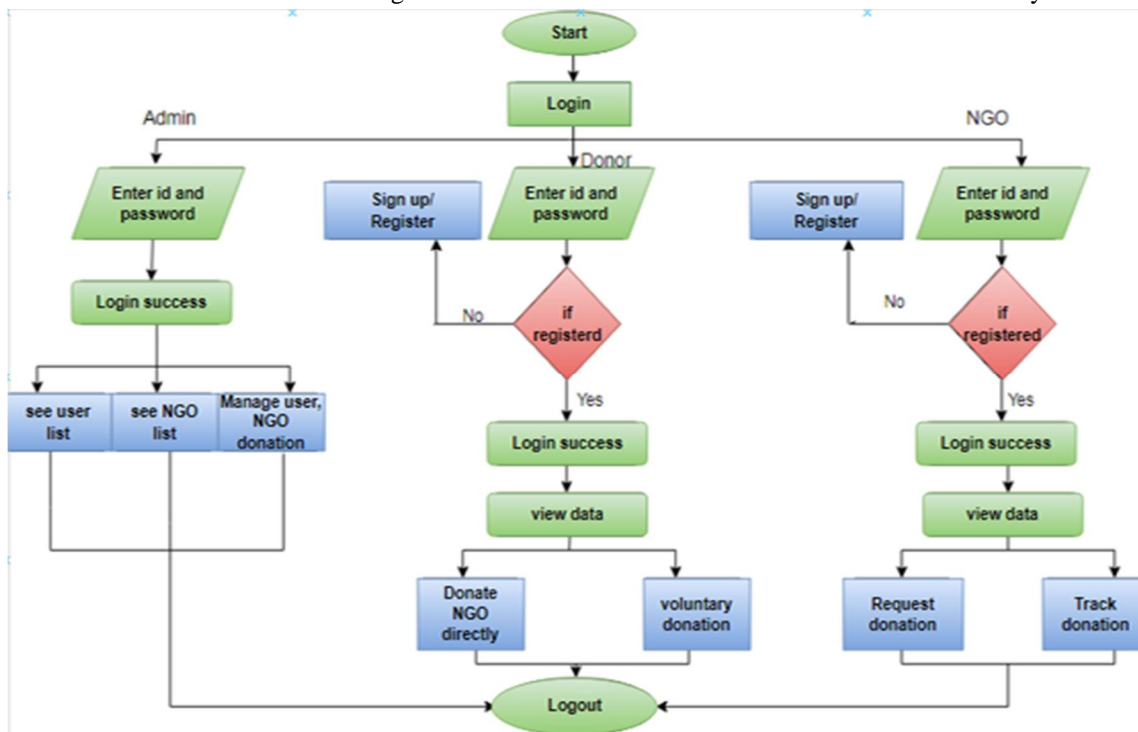 Start
Login
Admin
Donor
NGO
Enter id and
password
Sign up/
Register
Enter id and
password
Sign up/
Register
Enter id and
password
Login success
No
if
registerd
No
if
registered
Yes
Yes
see user
list
see NGO
list
Manage user,
NGO
donation
Login success
Login success
view data
view data
Donate
NGO
directly
voluntary
donation
Request
donation
Track
donation
Logout